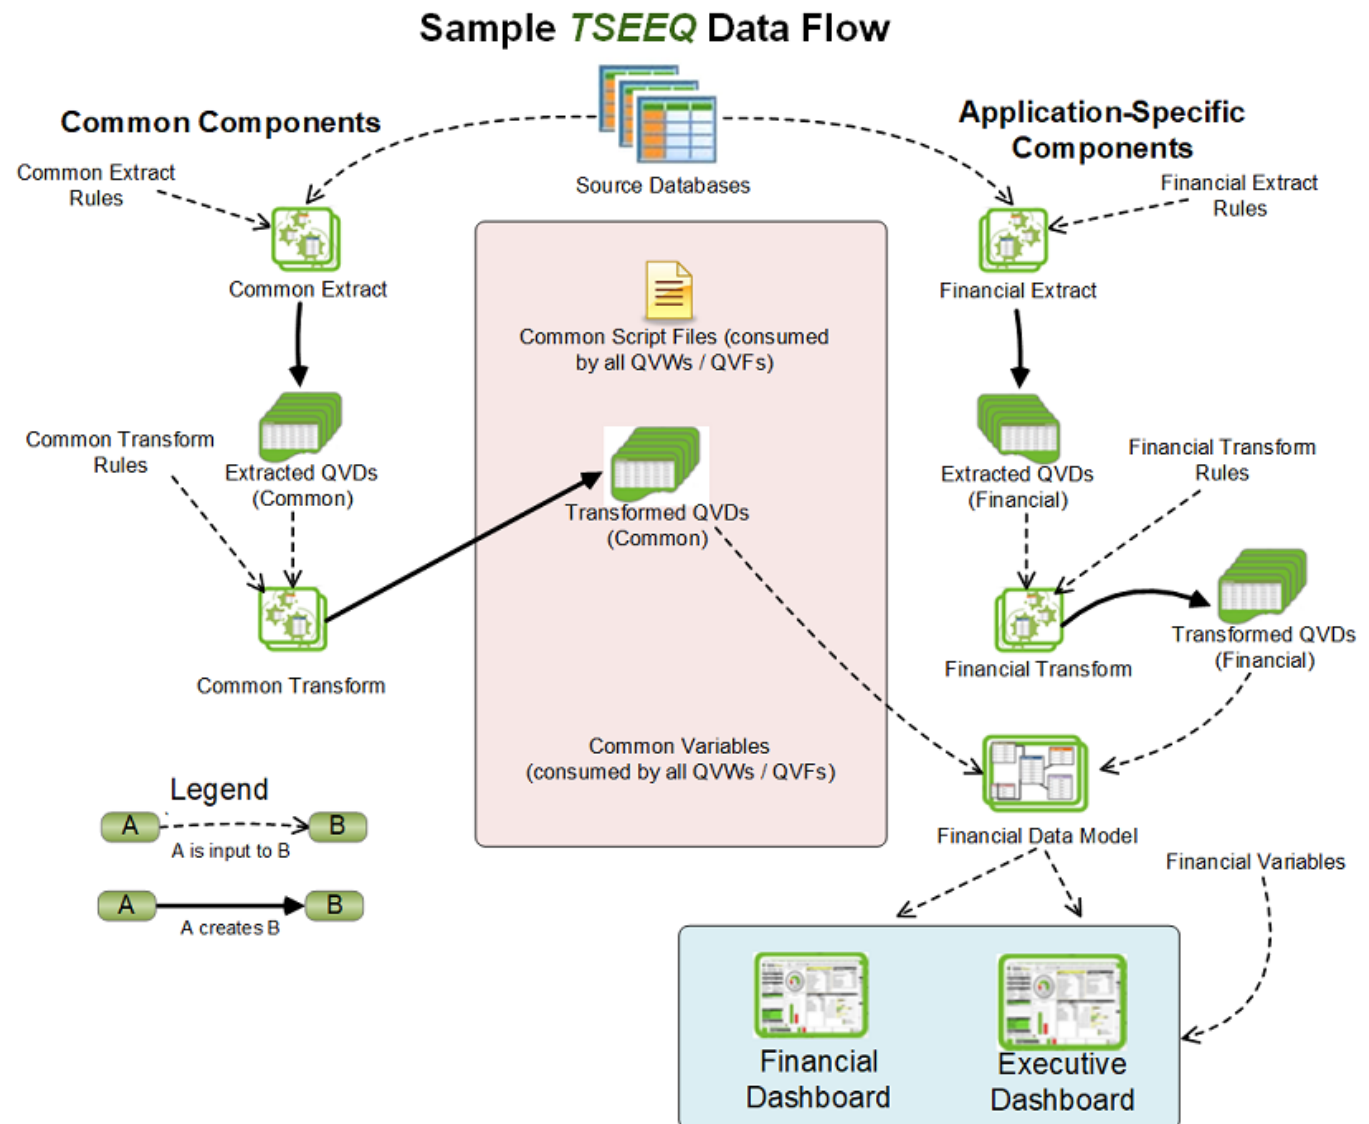 Sample TSEEQ Data Flow
Common Components
Application-Specific
Components
Source Databases
Common Extract
Rules
Financial Extract
Rules
Common Extract
Financial Extract
Common Script Files (consumed
by all QVWs / QVFs)
Common Transform
Rules
Extracted QVDs
(Common)
Transformed QVDs
(Common)
Extracted QVDs
(Financial)
Financial Transform
Rules
Common Transform
Financial Transform
Transformed QVDs
(Financial)
Common Variables
(consumed by all QVWs / QVFs)
Legend
A
B
A is input to B
A
B
A creates B
Financial Data Model
Financial Variables
Financial
Dashboard
Executive
Dashboard